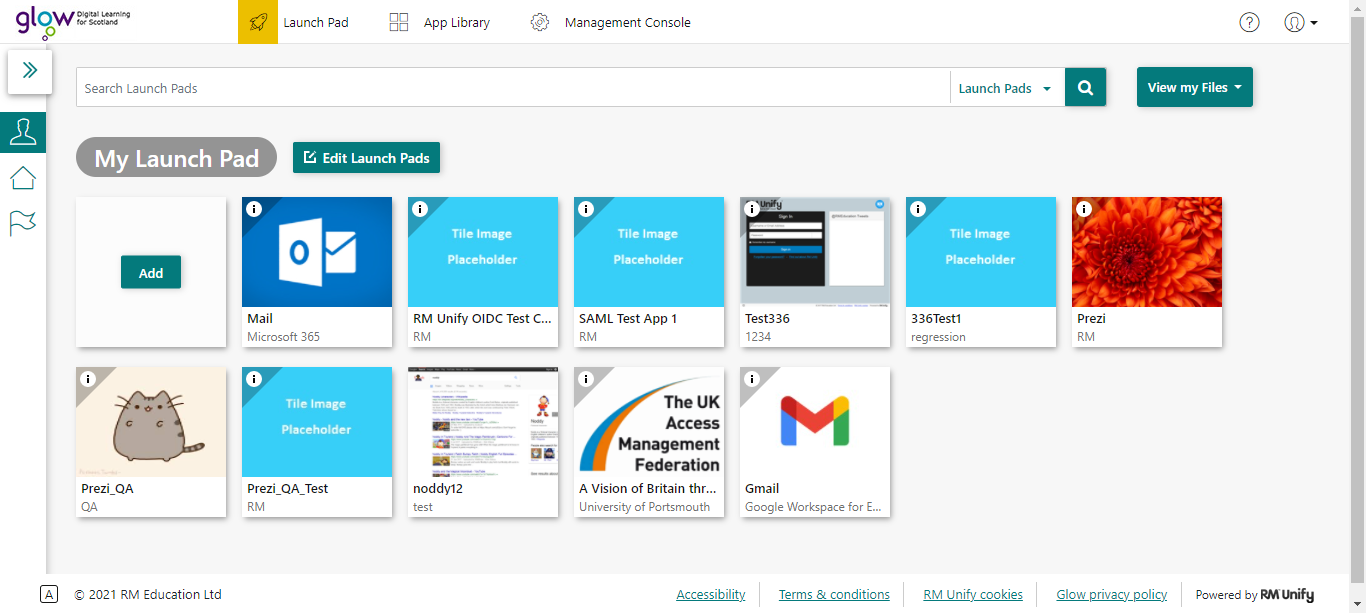 glow Digital Learning
for Scotland
Launch Pad
App Library
Management Console
?
Search Launch Pads
Launch Pads
View my Files
My Launch Pad
Edit Launch Pads
Add
Mail
Microsoft 365
Tile Image
Placeholder
RM Unify OIDC Test C...
RM
Tile Image
Placeholder
SAML Test App 1
RM
RM Unify
Sign In
Test336
1234
Tile Image
Placeholder
336Test1
regression
Prezi
RM
Prezi_QA
QA
Tile Image
Placeholder
Prezi_QA_Test
RM
noddy12
test
The UK
Access
Management
Federation
A Vision of Britain thr...
University of Portsmouth
Gmail
Google Workspace for E...
A
© 2021 RM Education Ltd
Accessibility
Terms & conditions
RM Unify cookies
Glow privacy policy
Powered by RM Unify